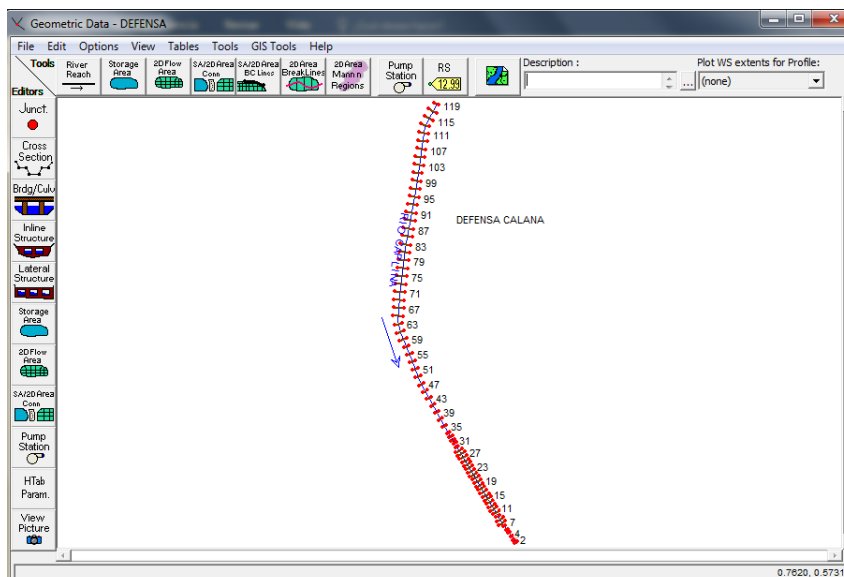 Geometric Data - DEFENSA
File Edit Options View Tables Tools GIS Tools Help
Tools
Editors
River
Reach
Storage
Area
2D Flow
Area
SA/2D Area
Conn
SA/2D Area
BC Lines
2D Area
BreakLines
2D Area
Mann n
Regions
Pump
Station
RS
12.99
Description :
...
Plot WS extents for Profile:
(none)
Junct.
Cross
Section
Brdg/Culv
Inline
Structure
Lateral
Structure
Storage
Area
2D Flow
Area
SA/2D Area
Conn
Pump
Station
HTab
Param.
View
Picture
119
115
111
107
103
99
95
91
87
83
79
75
71
67
63
59
55
51
47
43
39
35
31
27
23
19
15
11
7
4
2
DEFENSA CALANA
0.7620, 0.5731